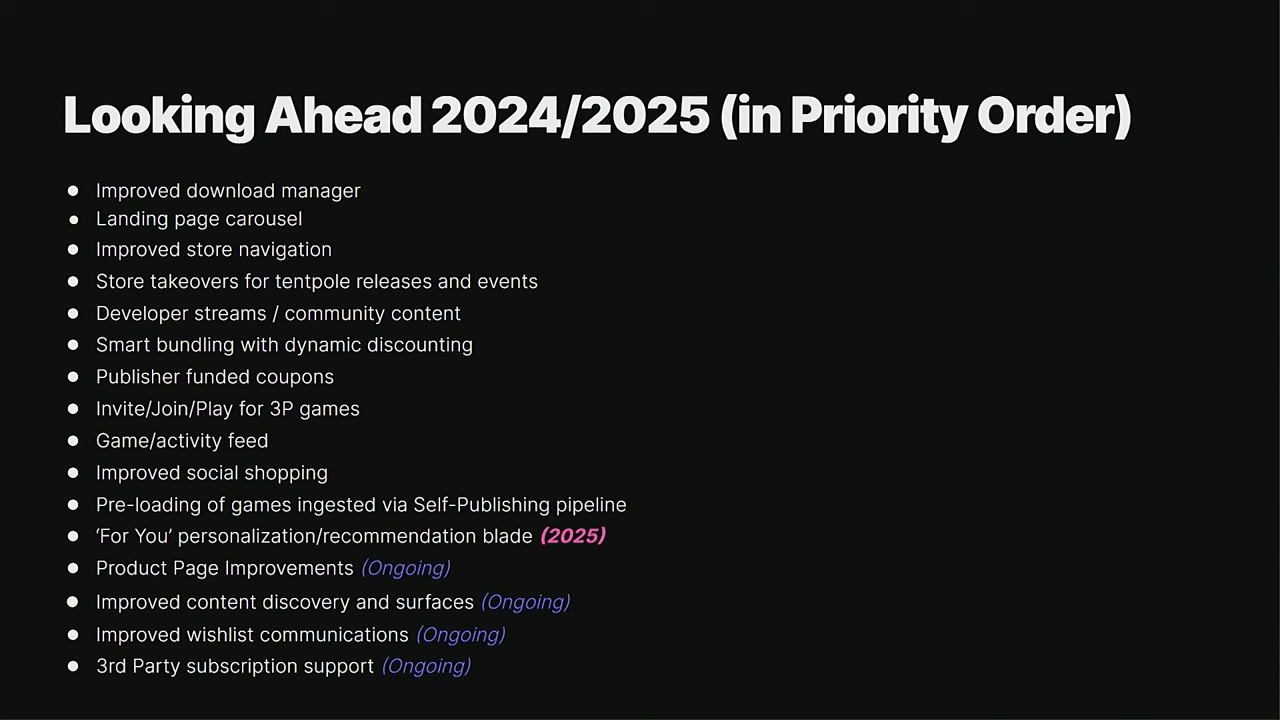 Looking Ahead 2024/2025 (in Priority Order)
● Improved download manager
● Landing page carousel
● Improved store navigation
● Store takeovers for tentpole releases and events
● Developer streams / community content
● Smart bundling with dynamic discounting
● Publisher funded coupons
● Invite/Join/Play for 3P games
● Game/activity feed
● Improved social shopping
● Pre-loading of games ingested via Self-Publishing pipeline
● ‘For You’ personalization/recommendation blade (2025)
● Product Page Improvements (Ongoing)
● Improved content discovery and surfaces (Ongoing)
● Improved wishlist communications (Ongoing)
● 3rd Party subscription support (Ongoing)